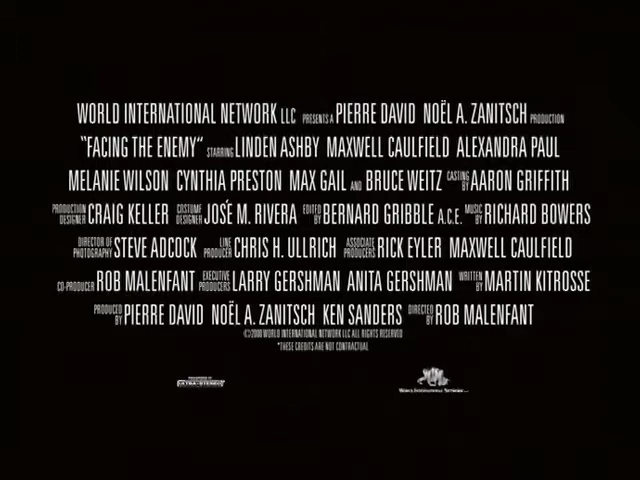 WORLD INTERNATIONAL NETWORK LLC PRESENTS A PIERRE DAVID NOËL A. ZANITSCH PRODUCTION
"FACING THE ENEMY" STARRING LINDEN ASHBY MAXWELL CAULFIELD ALEXANDRA PAUL
MELANIE WILSON CYNTHIA PRESTON MAX GAIL AND BRUCE WEITZ CASTING BY AARON GRIFFITH
PRODUCTION DESIGNER CRAIG KELLER COSTUME DESIGNER JOSÉ M. RIVERA EDITED BY BERNARD GRIBBLE A.C.E. MUSIC BY RICHARD BOWERS
DIRECTOR OF PHOTOGRAPHY STEVE ADCOCK LINE PRODUCER CHRIS H. ULLRICH ASSOCIATE PRODUCERS RICK EYLER MAXWELL CAULFIELD
CO-PRODUCER ROB MALENFANT EXECUTIVE PRODUCERS LARRY GERSHMAN ANITA GERSHMAN WRITTEN BY MARTIN KITROSSE
PRODUCED BY PIERRE DAVID NOËL A. ZANITSCH KEN SANDERS DIRECTED BY ROB MALENFANT
©2000 WORLD INTERNATIONAL NETWORK LLC ALL RIGHTS RESERVED
*THESE CREDITS ARE NOT CONTRACTUAL
ULTRA-STEREO
WORLD INTERNATIONAL NETWORK